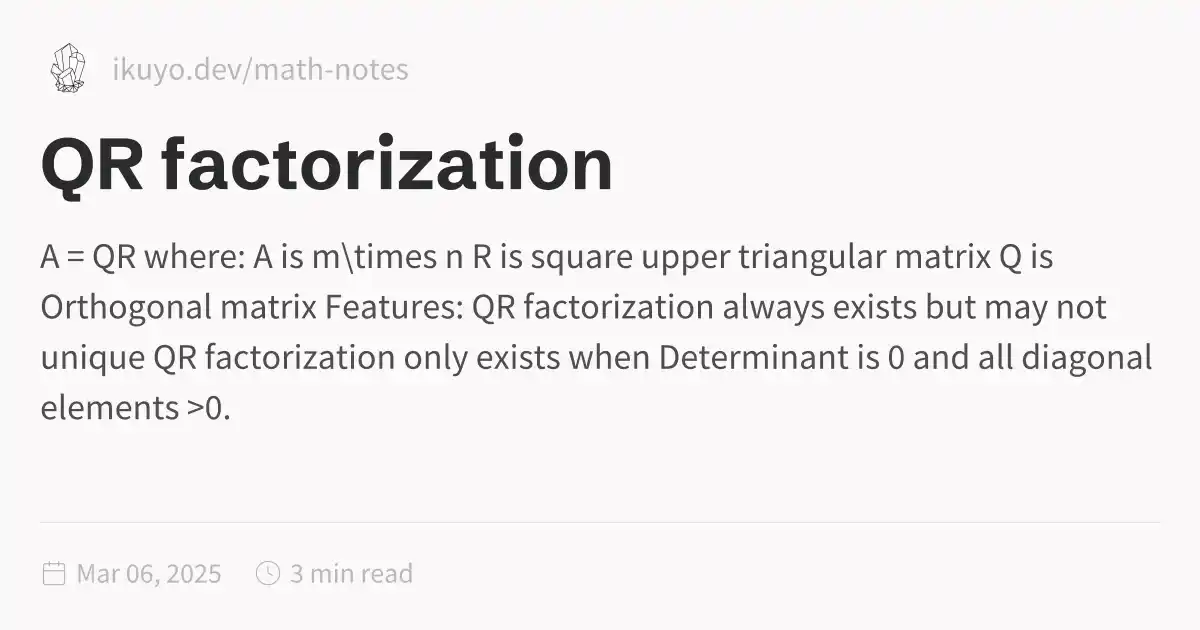 ikuyo.dev/math-notes
QR factorization
A = QR where: A is m\times n R is square upper triangular matrix Q is
Orthogonal matrix Features: QR factorization always exists but may not
unique QR factorization only exists when Determinant is 0 and all diagonal
elements >0.
Mar 06, 2025 3 min read